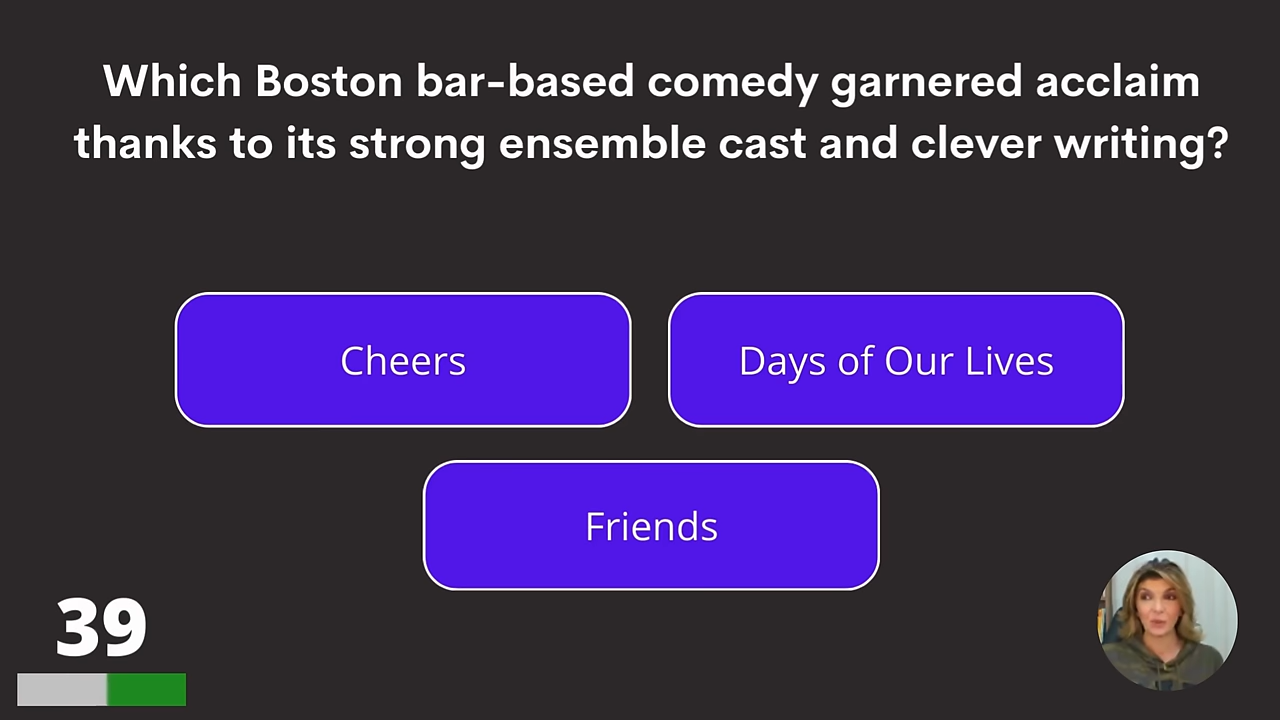 Which Boston bar-based comedy garnered acclaim
thanks to its strong ensemble cast and clever writing?
Cheers
Days of Our Lives
Friends
39